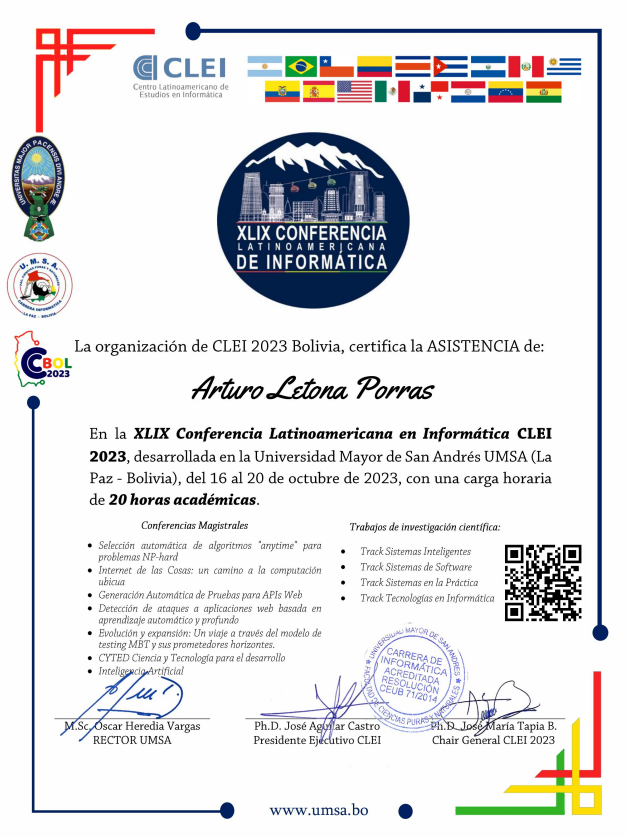 CLEI
Centro Latinoamericano de
Estudios en Informática
UNIVERSITAS MAJOR PACENSIS DIVI ANDREÆ
U. M. S. A.
CARRERA INFORMATICA
LA PAZ - BOLIVIA
XLIX CONFERENCIA
LATINOAMERICANA
DE INFORMÁTICA
CBOL
2023
La organización de CLEI 2023 Bolivia, certifica la ASISTENCIA de:
Arturo Letona Porras
En la XLIX Conferencia Latinoamericana en Informática CLEI
2023, desarrollada en la Universidad Mayor de San Andrés UMSA (La
Paz - Bolivia), del 16 al 20 de octubre de 2023, con una carga horaria
de 20 horas académicas.
Conferencias Magistrales
Selección automática de algoritmos "anytime" para
problemas NP-hard
Internet de las Cosas: un camino a la computación
ubicua
Generación Automática de Pruebas para APIs Web
Detección de ataques a aplicaciones web basada en
aprendizaje automático y profundo
Evolución y expansión: Un viaje a través del modelo de
testing MBT y sus prometedores horizontes.
CYTED Ciencia y Tecnología para el desarrollo
Inteligencia Artificial
Trabajos de investigación científica:
Track Sistemas Inteligentes
Track Sistemas de Software
Track Sistemas en la Práctica
Track Tecnologías en Informática
UNIVERSIDAD MAYOR DE SAN ANDRES
FACULTAD DE CIENCIAS PURAS Y NATURALES
CARRERA DE
INFORMÁTICA
ACREDITADA
RESOLUCIÓN
CEUB 71/2014
M.Sc. Oscar Heredia Vargas
RECTOR UMSA
Ph.D. José Aguilar Castro
Presidente Ejecutivo CLEI
Ph.D. José María Tapia B.
Chair General CLEI 2023
www.umsa.bo